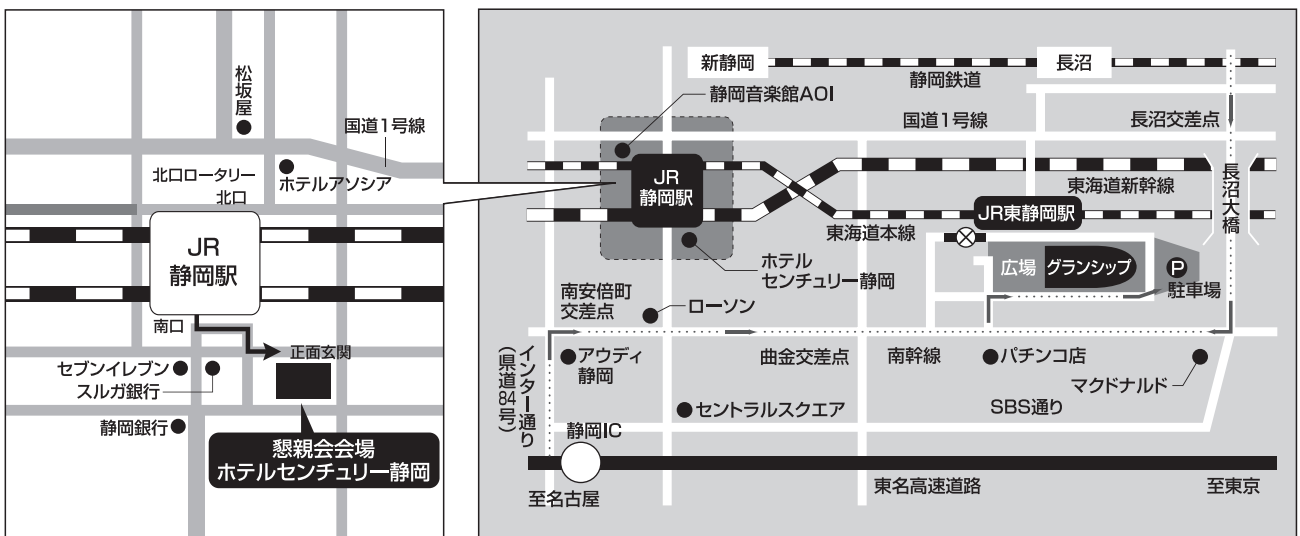 松坂屋
国道1号線
北口ロータリー
北口
ホテルアソシア
JR
静岡駅
南口
正面玄関
セブンイレブン
スルガ銀行
静岡銀行
懇親会会場
ホテルセンチュリー静岡
新静岡
長沼
静岡鉄道
静岡音楽館AOI
国道1号線
長沼交差点
JR
静岡駅
東海道新幹線
長沼大橋
JR東静岡駅
東海道本線
ホテル
センチュリー静岡
広場
グランシップ
P
駐車場
南安倍町
交差点
ローソン
インター通り
(県道84号)
アウディ
静岡
曲金交差点
南幹線
パチンコ店
マクドナルド
セントラルスクエア
SBS通り
静岡IC
東名高速道路
至名古屋
至東京